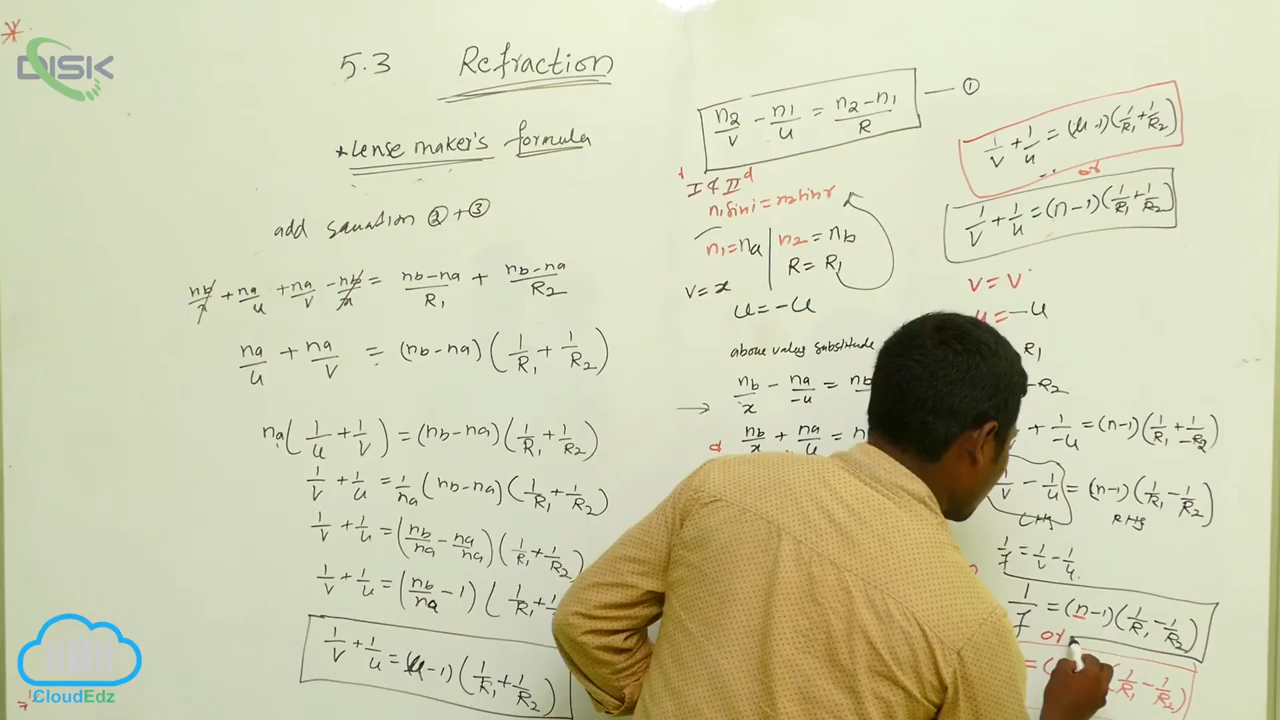 DISK
5.3 Refraction
*Lense maker's formula
add equation ② + ③
nb/x + na/u + na/v - nb/x = nb-na/R1 + nb-na/R2
na/u + na/v = (nb-na)(1/R1 + 1/R2)
na(1/u + 1/v) = (nb-na)(1/R1 + 1/R2)
1/v + 1/u = 1/na (nb-na)(1/R1 + 1/R2)
1/v + 1/u = (nb/na - na/na)(1/R1 + 1/R2)
1/v + 1/u = (nb/na - 1)(1/R1 + 1/
1/v + 1/u = (μ-1)(1/R1 + 1/R2)
n2/v - n1/u = n2-n1/R — ①
I & II
n1 sin i = n2 sin r
n1 = na | n2 = nb
R = R1
v = x
u = -u
above valus substitude
nb/x - na/-u =
nb/x + na/u =
1/v + 1/u = (μ-1)(1/R1 + 1/R2)
or
1/v + 1/u = (n-1)(1/R1 + 1/R2)
v = v
u = -u
R1
-R2
+ 1/-u = (n-1)(1/R1 + 1/-R2)
1/v - 1/u = (n-1)(1/R1 - 1/R2)
LHS RHS
1/f = 1/v - 1/u
1/f = (n-1)(1/R1 - 1/R2)
or
= ( (1/R1 - 1/R2)
CloudEdz